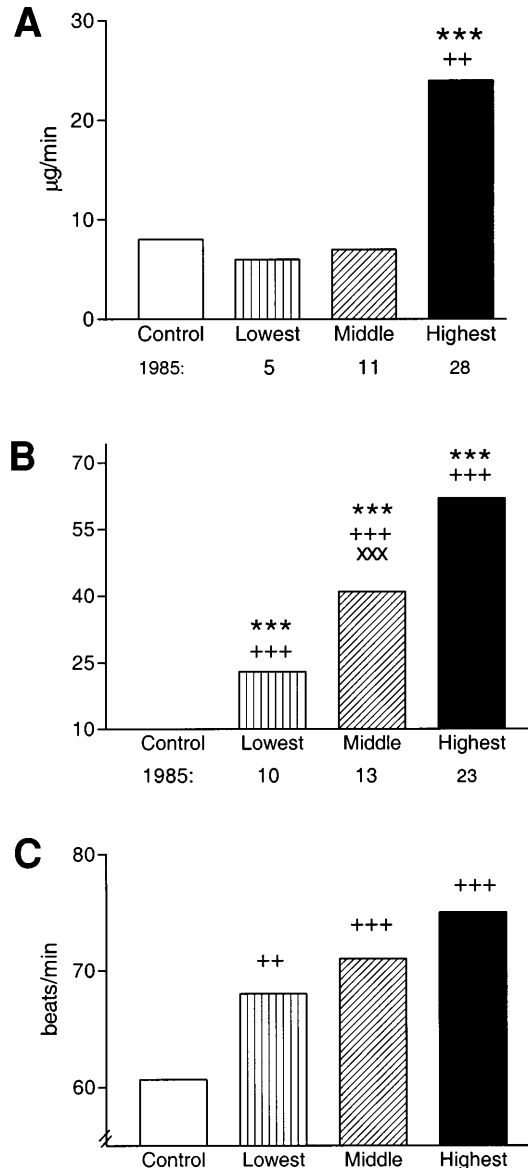 A
30
***
++
20
µg/min
10
0
Control Lowest Middle Highest
1985: 5 11 28
B
70
***
+++
55
***
+++
XXX
40
***
+++
25
10
Control Lowest Middle Highest
1985: 10 13 23
C
80
+++
+++
++
70
beats/min
60
Control Lowest Middle Highest